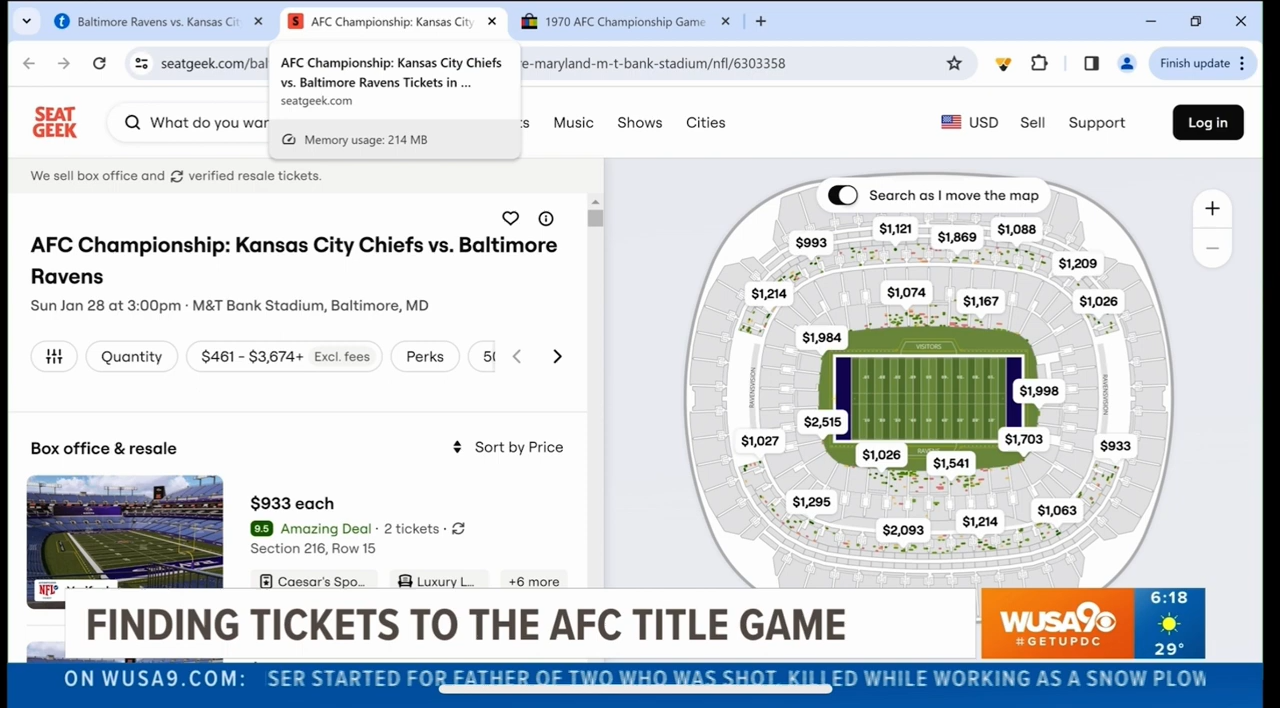 Baltimore Ravens vs. Kansas Cit
AFC Championship: Kansas City
1970 AFC Championship Game
seatgeek.com/bal
re-maryland-m-t-bank-stadium/nfl/6303358
Finish update
AFC Championship: Kansas City Chiefs
vs. Baltimore Ravens Tickets in ...
seatgeek.com
Memory usage: 214 MB
SEAT
GEEK
What do you wan
ts
Music
Shows
Cities
USD
Sell
Support
Log in
We sell box office and verified resale tickets.
AFC Championship: Kansas City Chiefs vs. Baltimore
Ravens
Sun Jan 28 at 3:00pm · M&T Bank Stadium, Baltimore, MD
Quantity
$461 - $3,674+ Excl. fees
Perks
50
Box office & resale
Sort by Price
$933 each
9.5 Amazing Deal · 2 tickets ·
Section 216, Row 15
Caesar's Spo...
Luxury L...
+6 more
NFL
Search as I move the map
$993
$1,121
$1,869
$1,088
$1,209
$1,214
$1,074
$1,167
$1,026
$1,984
VISITORS
RAVENSVISION
RAVENSVISION
$1,998
$2,515
$1,027
$1,026
$1,541
$1,703
$933
$1,295
$2,093
$1,214
$1,063
FINDING TICKETS TO THE AFC TITLE GAME
WUSA9
#GETUPDC
6:18
29°
ON WUSA9.COM: SER STARTED FOR FATHER OF TWO WHO WAS SHOT, KILLED WHILE WORKING AS A SNOW PLOW